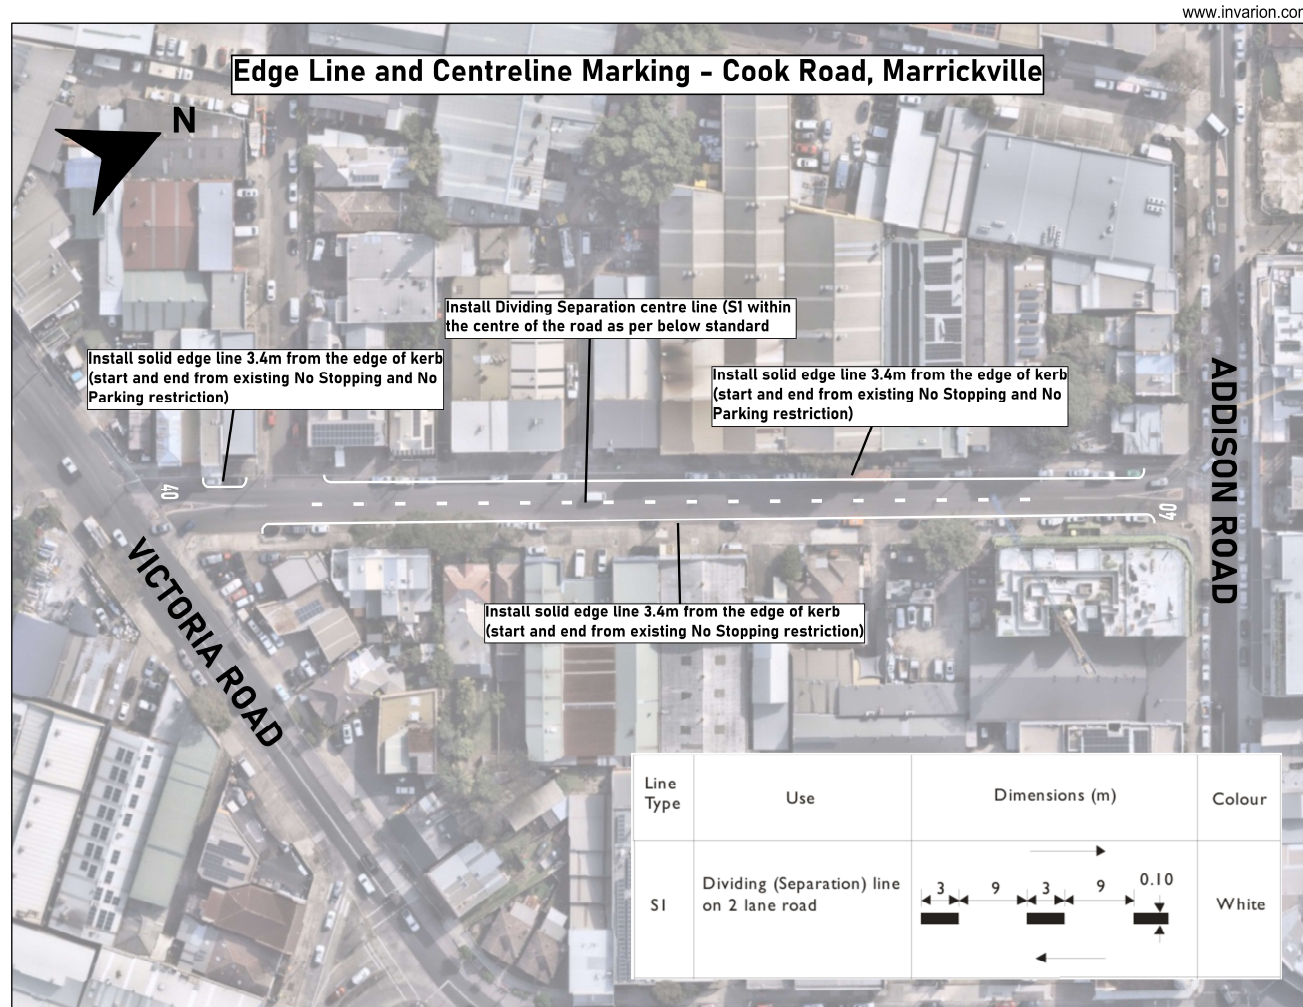 www.invarion.com
Edge Line and Centreline Marking - Cook Road, Marrickville
N
Install Dividing Separation centre line (S1 within
the centre of the road as per below standard
Install solid edge line 3.4m from the edge of kerb
(start and end from existing No Stopping and No
Parking restriction)
Install solid edge line 3.4m from the edge of kerb
(start and end from existing No Stopping and No
Parking restriction)
ADDISON ROAD
40
40
VICTORIA ROAD
Install solid edge line 3.4m from the edge of kerb
(start and end from existing No Stopping restriction)
Line
Type
Use
Dimensions (m)
Colour
S1
Dividing (Separation) line
on 2 lane road
3
9
3
9
0.10
White